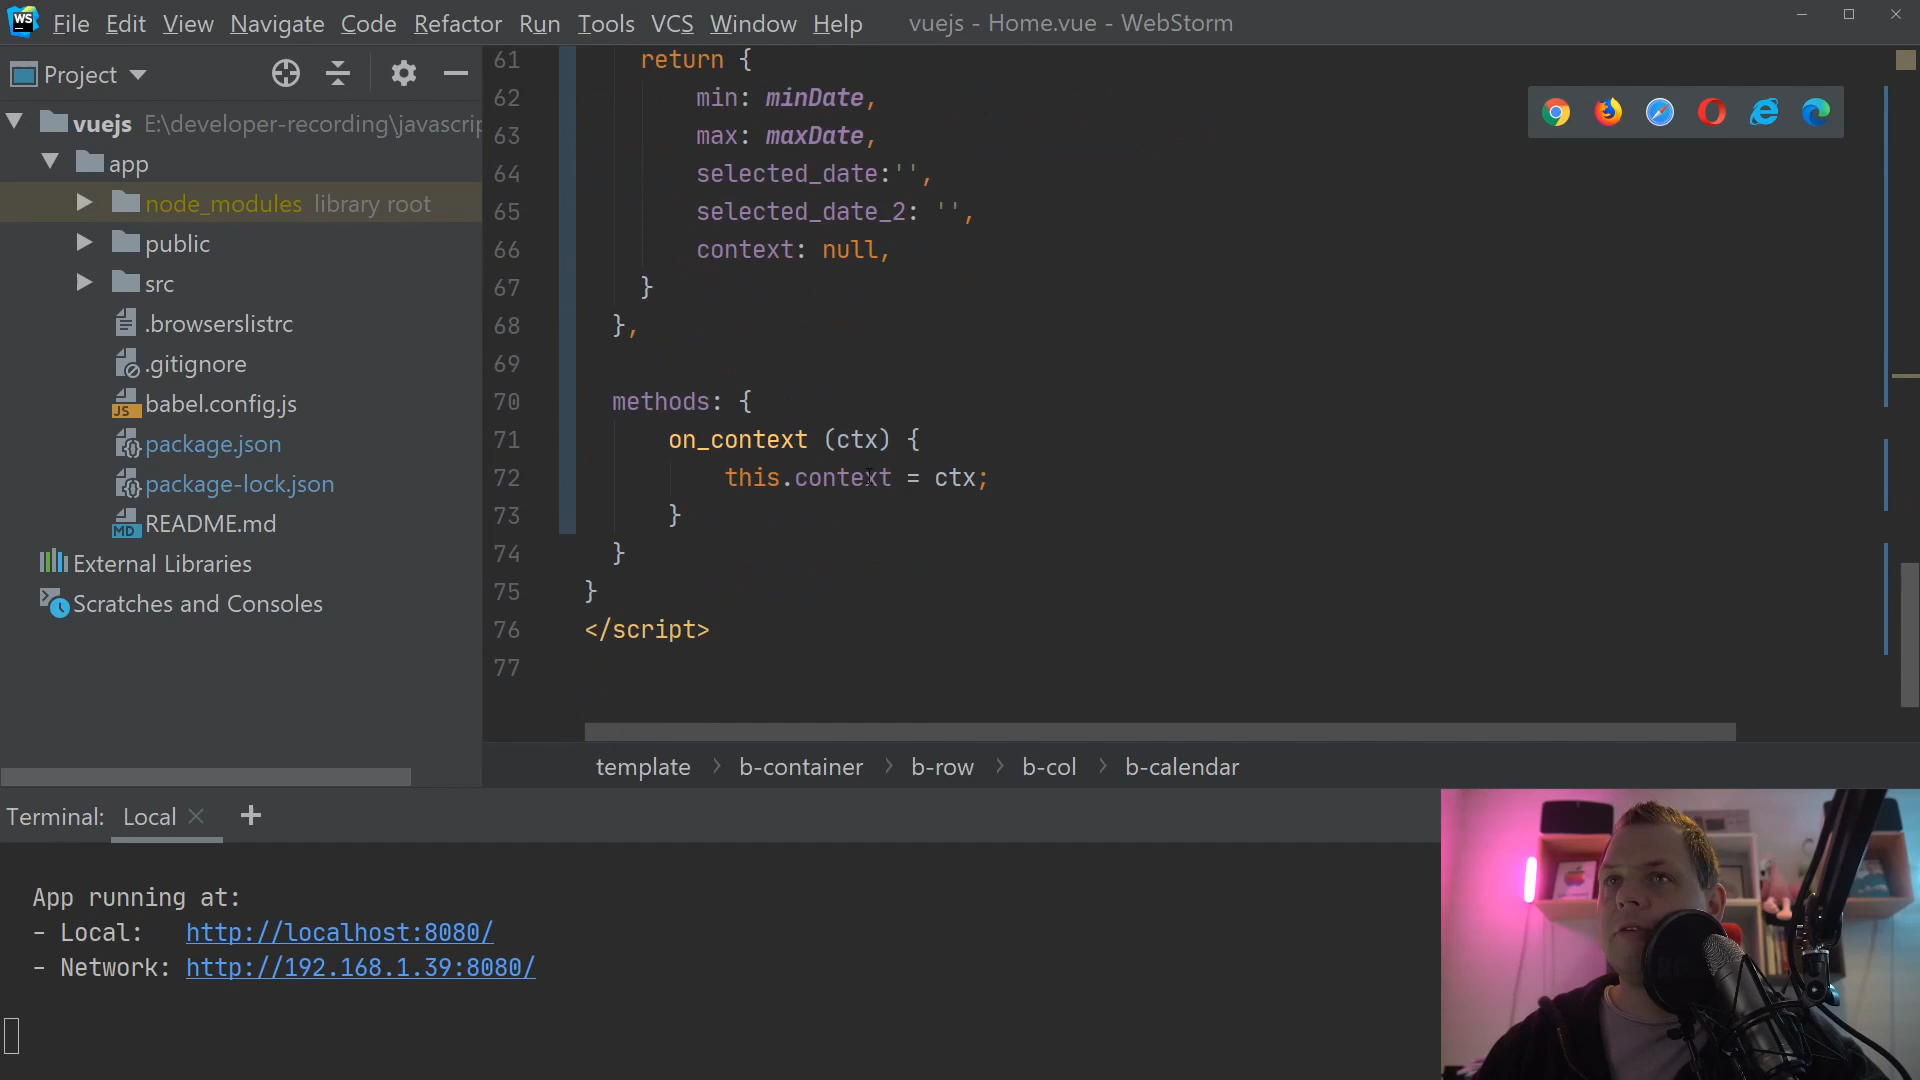 WS File Edit View Navigate Code Refactor Run Tools VCS Window Help vuejs - Home.vue - WebStorm
Project
vuejs E:\developer-recording\javascrip
app
node_modules library root
public
src
.browserslistrc
.gitignore
JS babel.config.js
package.json
package-lock.json
MD README.md
External Libraries
Scratches and Consoles
61 return {
62 min: minDate,
63 max: maxDate,
64 selected_date:'',
65 selected_date_2: '',
66 context: null,
67 }
68 },
69
70 methods: {
71 on_context (ctx) {
72 this.context = ctx;
73 }
74 }
75 }
76 </script>
77
template > b-container > b-row > b-col > b-calendar
Terminal: Local × +
App running at:
- Local: http://localhost:8080/
- Network: http://192.168.1.39:8080/